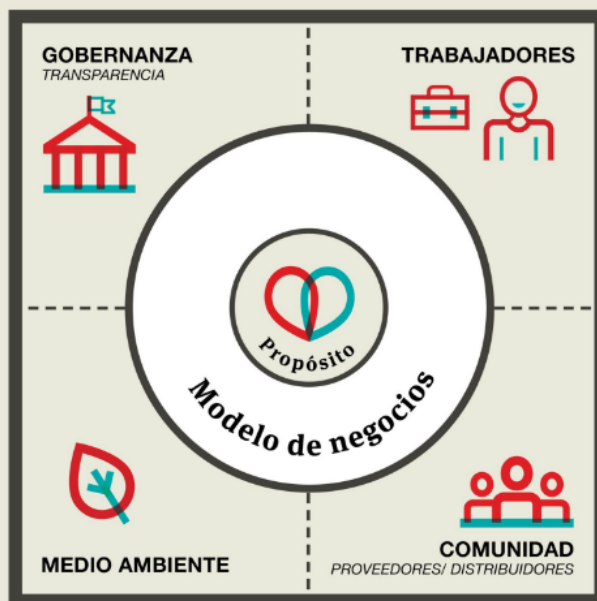 GOBERNANZA
TRANSPARENCIA
TRABAJADORES
Propósito
Modelo de negocios
MEDIO AMBIENTE
COMUNIDAD
PROVEEDORES/ DISTRIBUIDORES